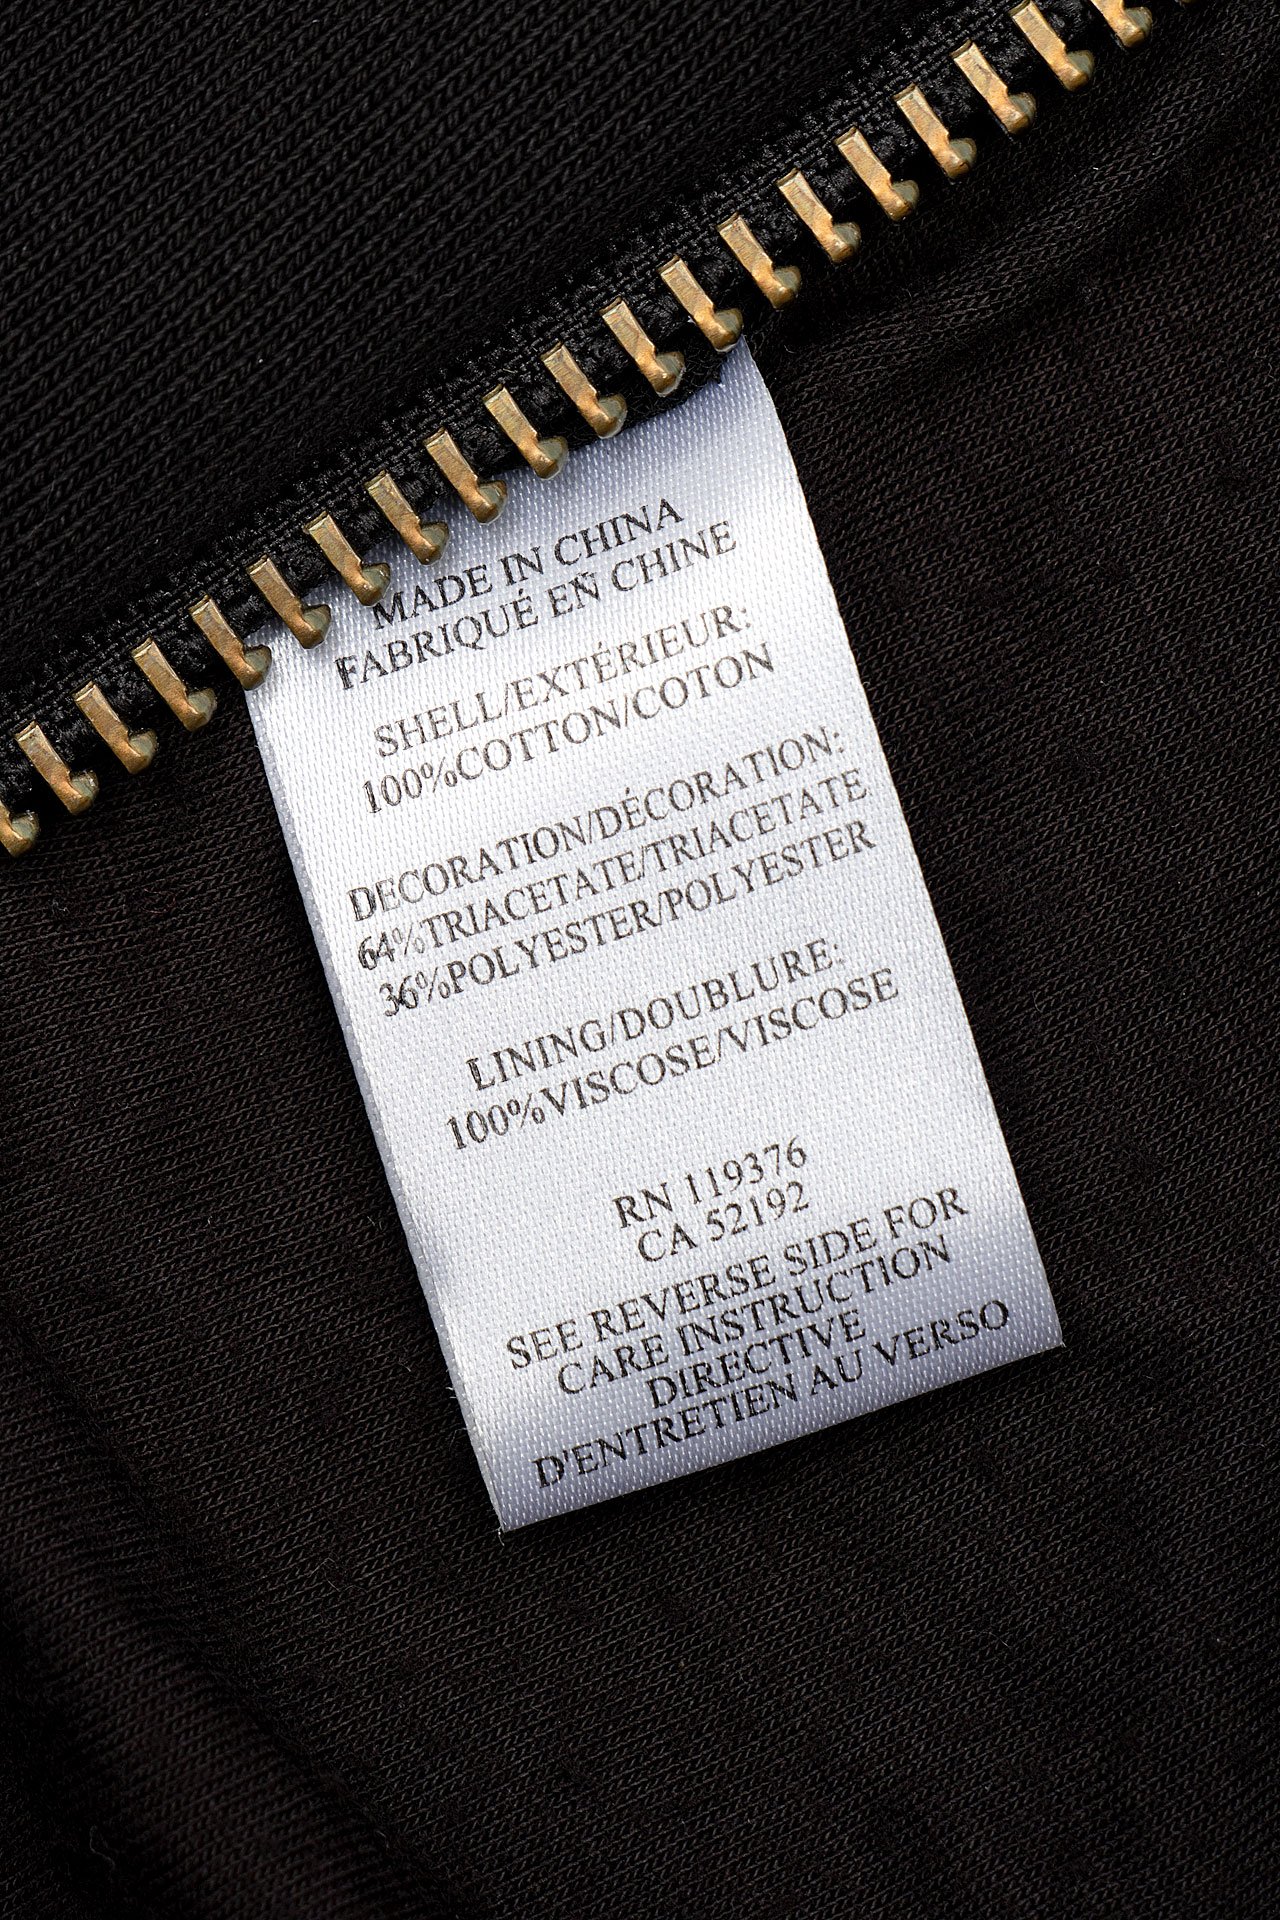 MADE IN CHINA
FABRIQUÉ EN CHINE
SHELL/EXTÉRIEUR:
100%COTTON/COTON
DECORATION/DÉCORATION:
64%TRIACETATE/TRIACETATE
36%POLYESTER/POLYESTER
LINING/DOUBLURE:
100%VISCOSE/VISCOSE
RN 119376
CA 52192
SEE REVERSE SIDE FOR
CARE INSTRUCTION
DIRECTIVE
D'ENTRETIEN AU VERSO